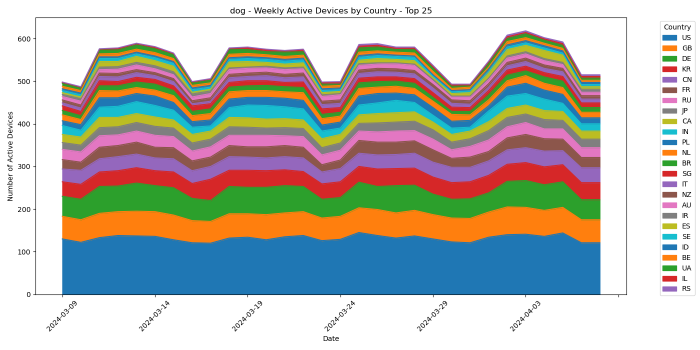 dog - Weekly Active Devices by Country - Top 25
Number of Active Devices
600
500
400
300
200
100
0
2024-03-09
2024-03-14
2024-03-19
2024-03-24
2024-03-29
2024-04-03
Date
Country
US
GB
DE
KR
CN
FR
RU
JP
CA
IN
PL
NL
BR
SG
IT
NZ
AU
IR
ES
SE
ID
BE
UA
IL
RS